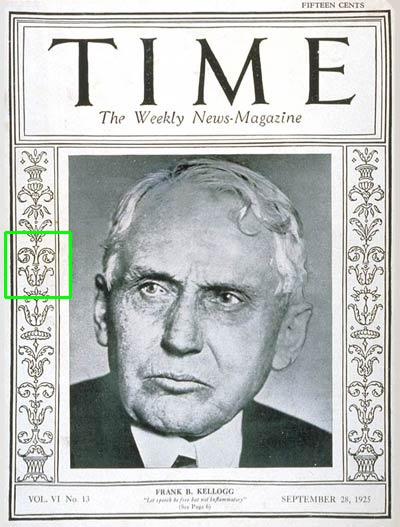 FIFTEEN CENTS
TIME
The Weekly News-Magazine
FRANK B. KELLOGG
VOL. VI No. 13
"Let speech be free but not inflammatory"
SEPTEMBER 28, 1925
(See Page 6)